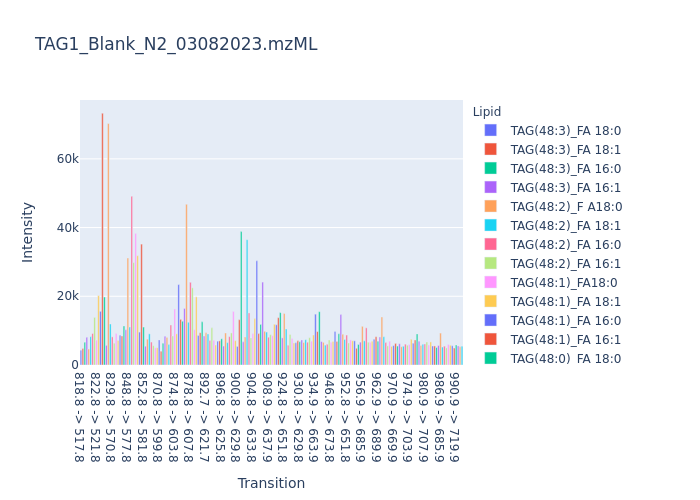 TAG1_Blank_N2_03082023.mzML
Lipid
TAG(48:3)_FA 18:0
TAG(48:3)_FA 18:1
TAG(48:3)_FA 16:0
TAG(48:3)_FA 16:1
TAG(48:2)_F A18:0
TAG(48:2)_FA 18:1
TAG(48:2)_FA 16:0
TAG(48:2)_FA 16:1
TAG(48:1)_FA18:0
TAG(48:1)_FA 18:1
TAG(48:1)_FA 16:0
TAG(48:1)_FA 16:1
TAG(48:0)_FA 18:0
Intensity
60k
40k
20k
0
818.8 -> 517.8
822.8 -> 521.8
829.8 -> 570.8
848.8 -> 577.8
852.8 -> 581.8
870.8 -> 599.8
874.8 -> 603.8
878.8 -> 607.8
892.7 -> 621.7
896.8 -> 625.8
900.8 -> 629.8
904.8 -> 633.8
908.9 -> 637.9
924.8 -> 651.8
930.8 -> 629.8
934.9 -> 663.9
946.8 -> 673.8
952.8 -> 651.8
956.9 -> 685.9
962.9 -> 689.9
970.9 -> 669.9
974.9 -> 703.9
980.9 -> 707.9
986.9 -> 685.9
990.9 -> 719.9
Transition